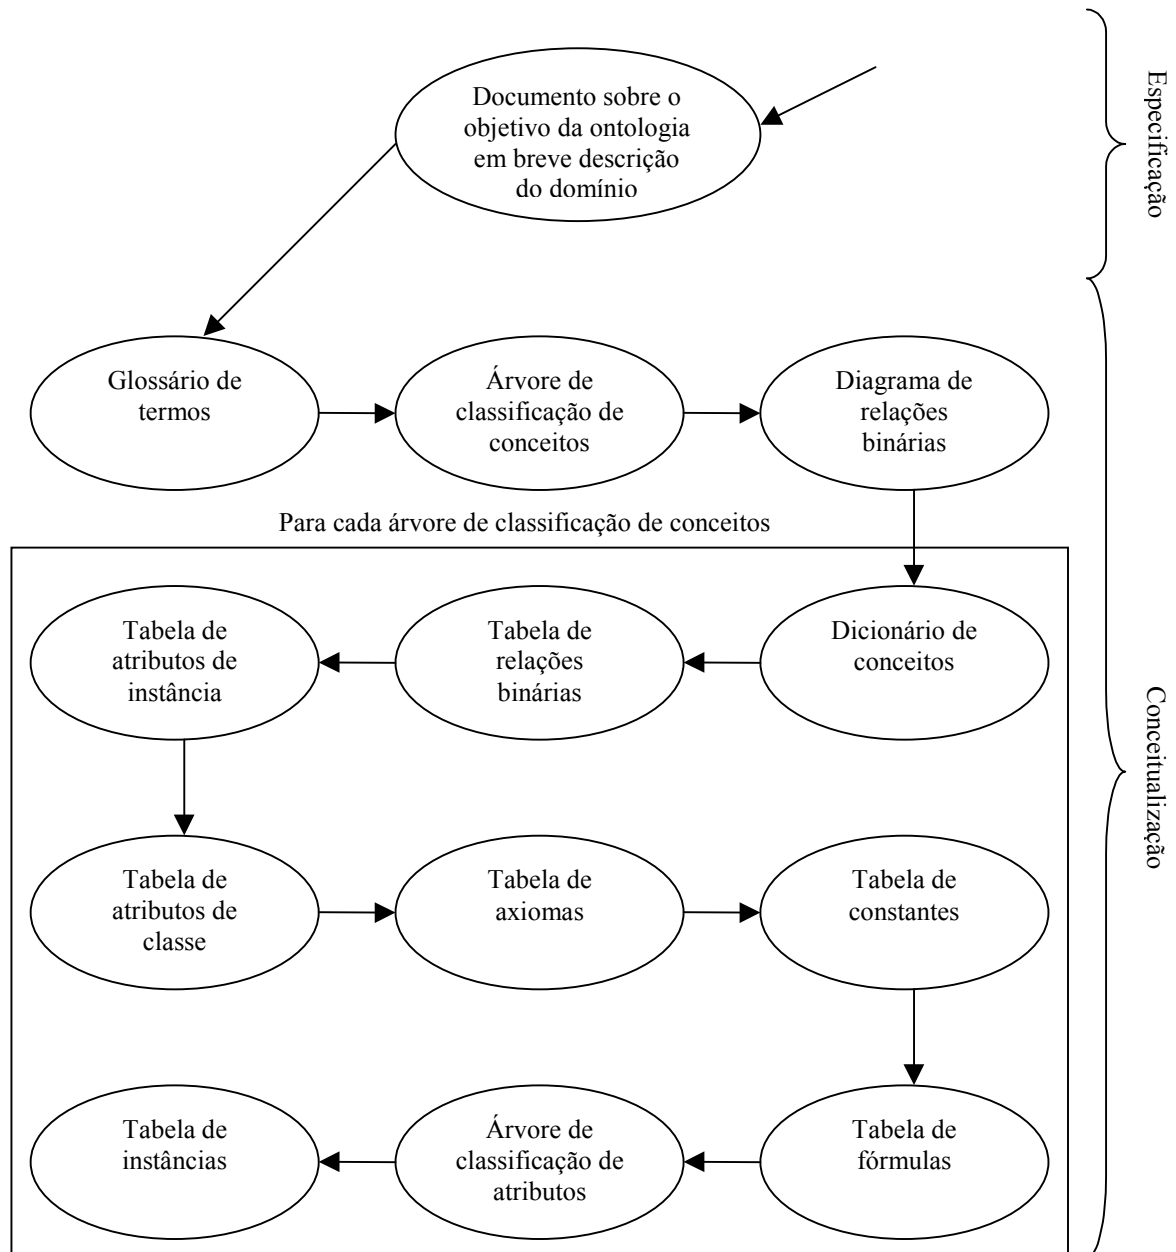 Documento sobre o
objetivo da ontologia
em breve descrição
do domínio
Especificação
Glossário de
termos
Árvore de
classificação de
conceitos
Diagrama de
relações
binárias
Para cada árvore de classificação de conceitos
Tabela de
atributos de
instância
Tabela de
relações
binárias
Dicionário de
conceitos
Conceitualização
Tabela de
atributos de
classe
Tabela de
axiomas
Tabela de
constantes
Tabela de
instâncias
Árvore de
classificação de
atributos
Tabela de
fórmulas